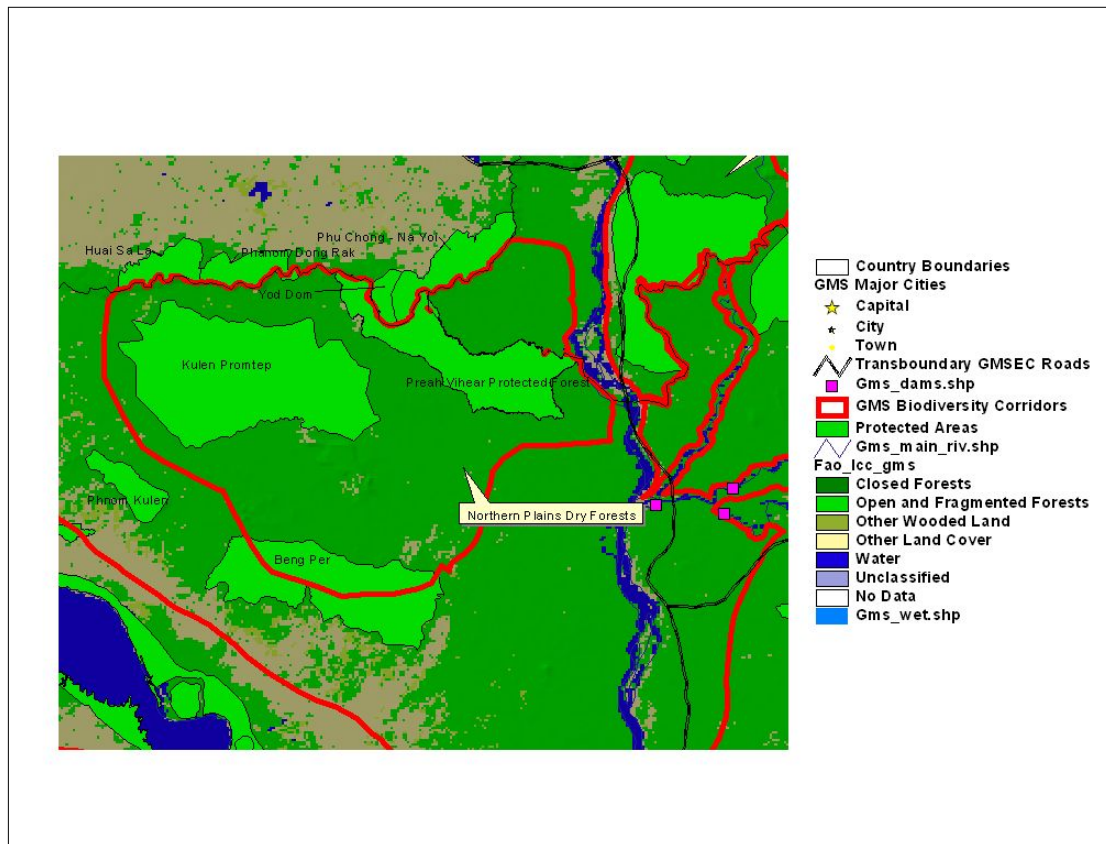 Phu Chong - Na Yoi
Huai Sa La
Phanom Dong Rak
Yod Dom
Kulen Promtep
Preah Vihear Protected Forest
Phnom Kulen
Northern Plains Dry Forests
Beng Per
Country Boundaries
GMS Major Cities
Capital
City
Town
Transboundary GMSEC Roads
Gms_dams.shp
GMS Biodiversity Corridors
Protected Areas
Gms_main_riv.shp
Fao_lcc_gms
Closed Forests
Open and Fragmented Forests
Other Wooded Land
Other Land Cover
Water
Unclassified
No Data
Gms_wet.shp